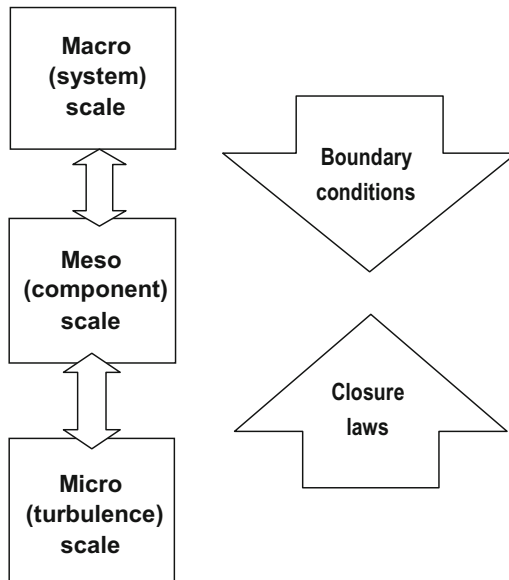 Macro
(system)
scale
Boundary
conditions
Meso
(component)
scale
Closure
laws
Micro
(turbulence)
scale